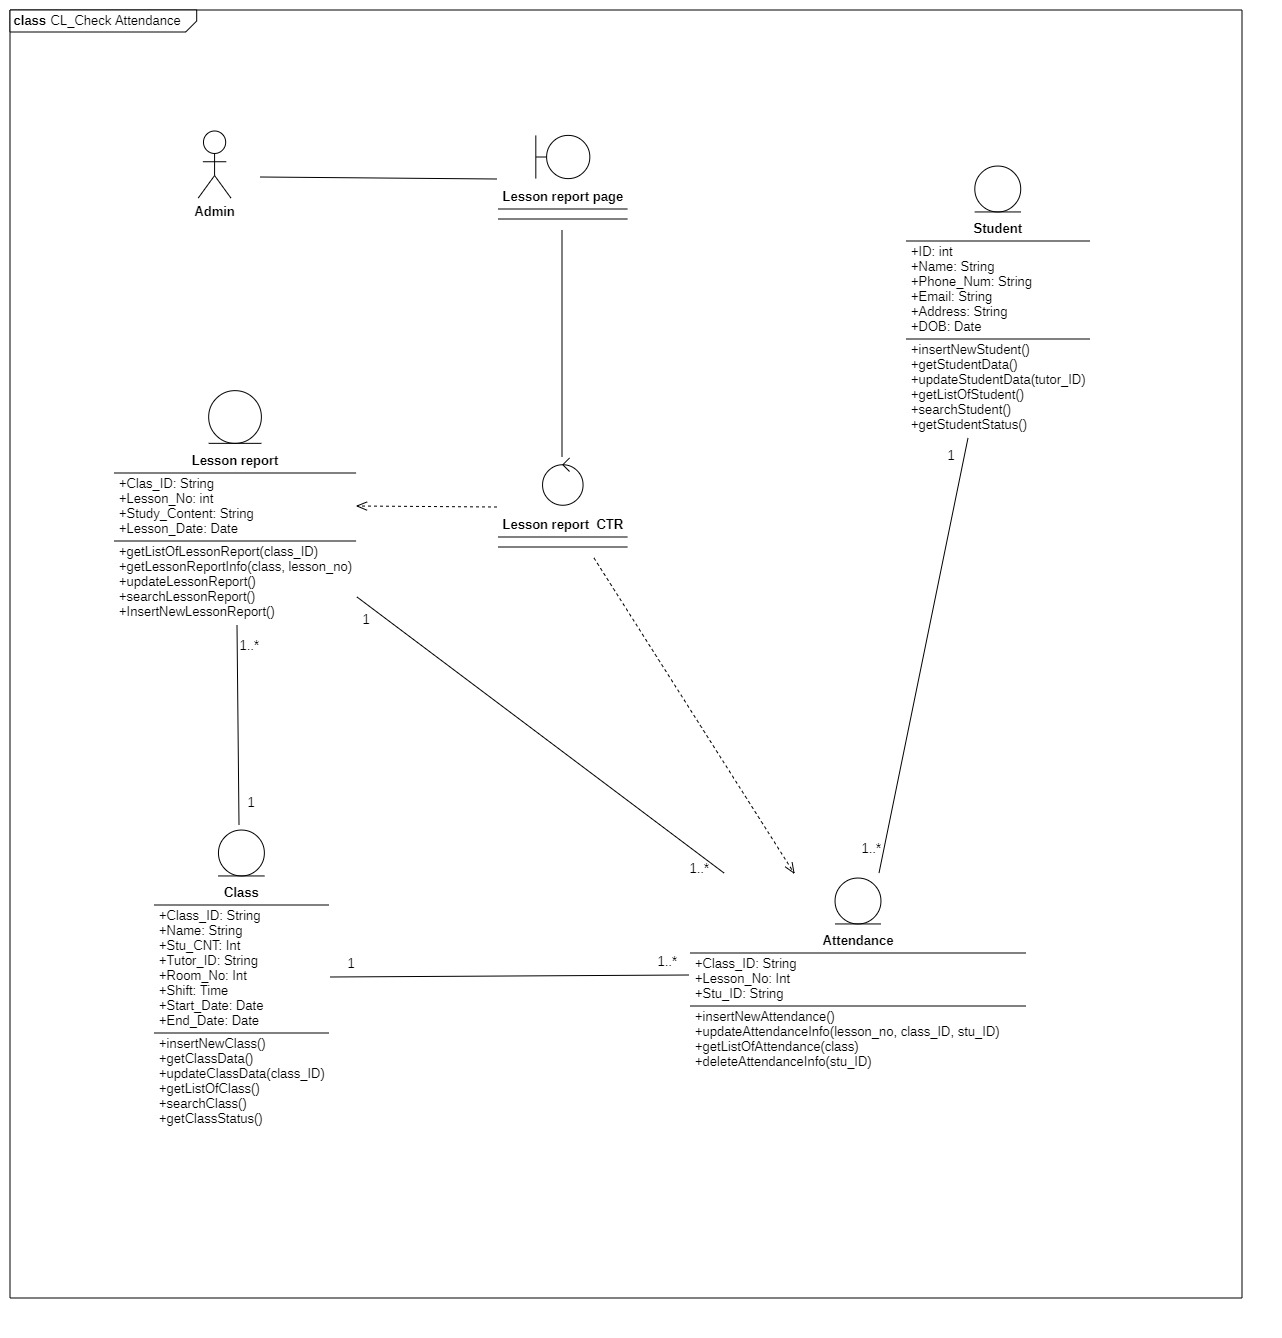 class CL_Check Attendance
Admin
Lesson report page
Student
+ID: int
+Name: String
+Phone_Num: String
+Email: String
+Address: String
+DOB: Date
+insertNewStudent()
+getStudentData()
+updateStudentData(tutor_ID)
+getListOfStudent()
+searchStudent()
+getStudentStatus()
1
1..*
Lesson report
+Clas_ID: String
+Lesson_No: int
+Study_Content: String
+Lesson_Date: Date
+getListOfLessonReport(class_ID)
+getLessonReportInfo(class, lesson_no)
+updateLessonReport()
+searchLessonReport()
+InsertNewLessonReport()
Lesson report  CTR
1
1..*
1..*
1
Class
+Class_ID: String
+Name: String
+Stu_CNT: Int
+Tutor_ID: String
+Room_No: Int
+Shift: Time
+Start_Date: Date
+End_Date: Date
+insertNewClass()
+getClassData()
+updateClassData(class_ID)
+getListOfClass()
+searchClass()
+getClassStatus()
1
1..*
Attendance
+Class_ID: String
+Lesson_No: Int
+Stu_ID: String
+insertNewAttendance()
+updateAttendanceInfo(lesson_no, class_ID, stu_ID)
+getListOfAttendance(class)
+deleteAttendanceInfo(stu_ID)